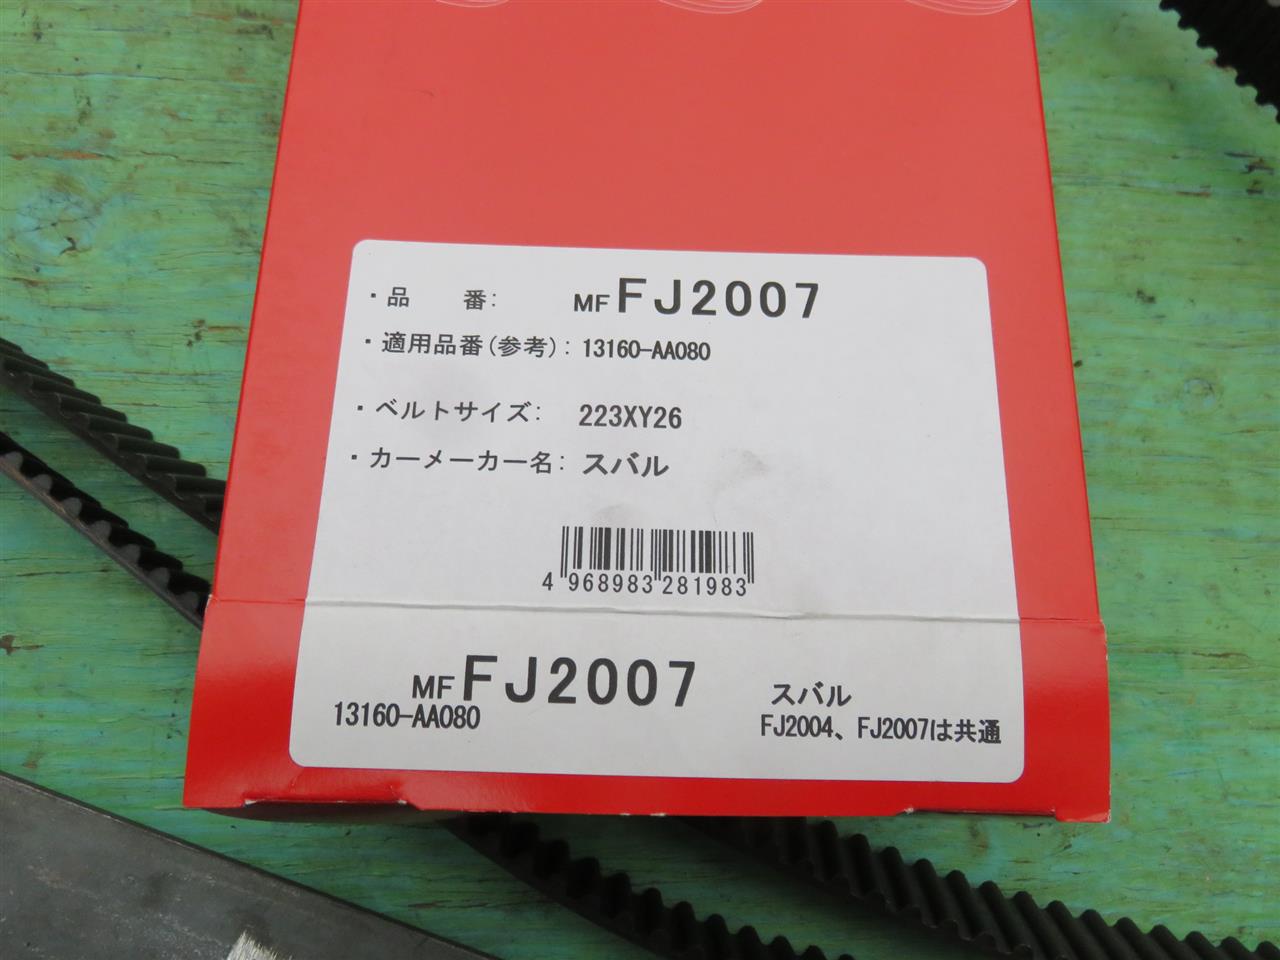 ・品　　番: MF FJ2007
・適用品番(参考): 13160-AA080
・ベルトサイズ: 223XY26
・カーメーカー名: スバル
4 968983 281983
MF FJ2007 スバル
13160-AA080 FJ2004、FJ2007は共通